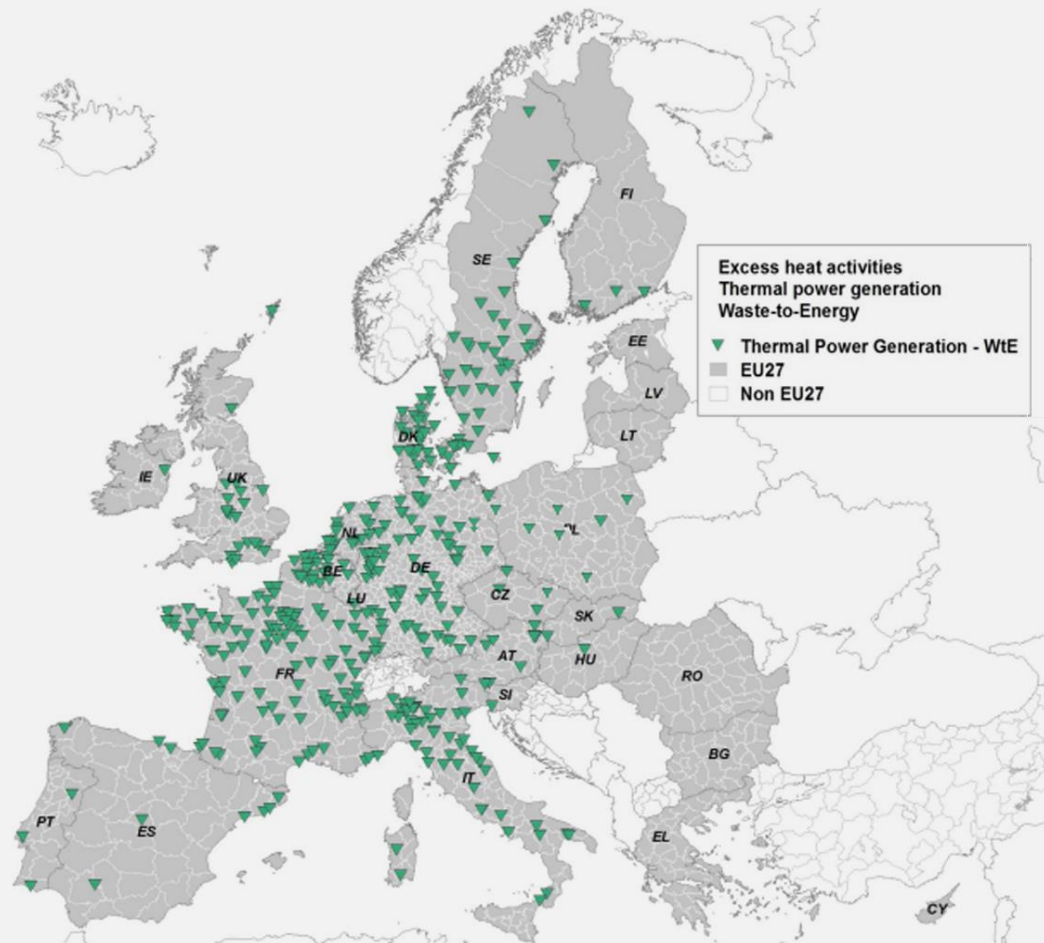 FI
SE
Excess heat activities
Thermal power generation
Waste-to-Energy
Thermal Power Generation - WtE
EU27
Non EU27
EE
LV
LT
DK
IE
UK
NL
BE
DE
LU
CZ
SK
AT
HU
FR
SI
RO
BG
IT
PT
ES
EL
CY